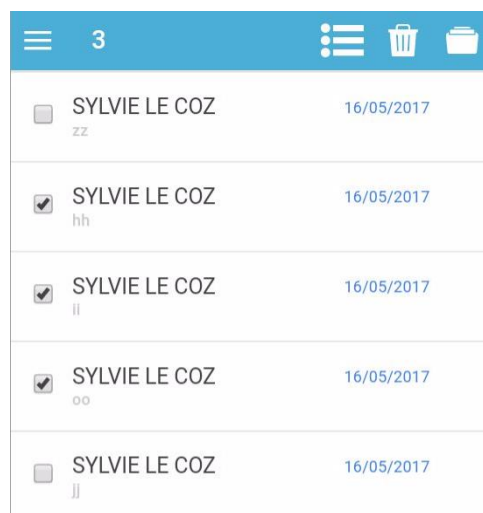 3
SYLVIE LE COZ 16/05/2017
zz
SYLVIE LE COZ 16/05/2017
hh
SYLVIE LE COZ 16/05/2017
ii
SYLVIE LE COZ 16/05/2017
oo
SYLVIE LE COZ 16/05/2017
jj